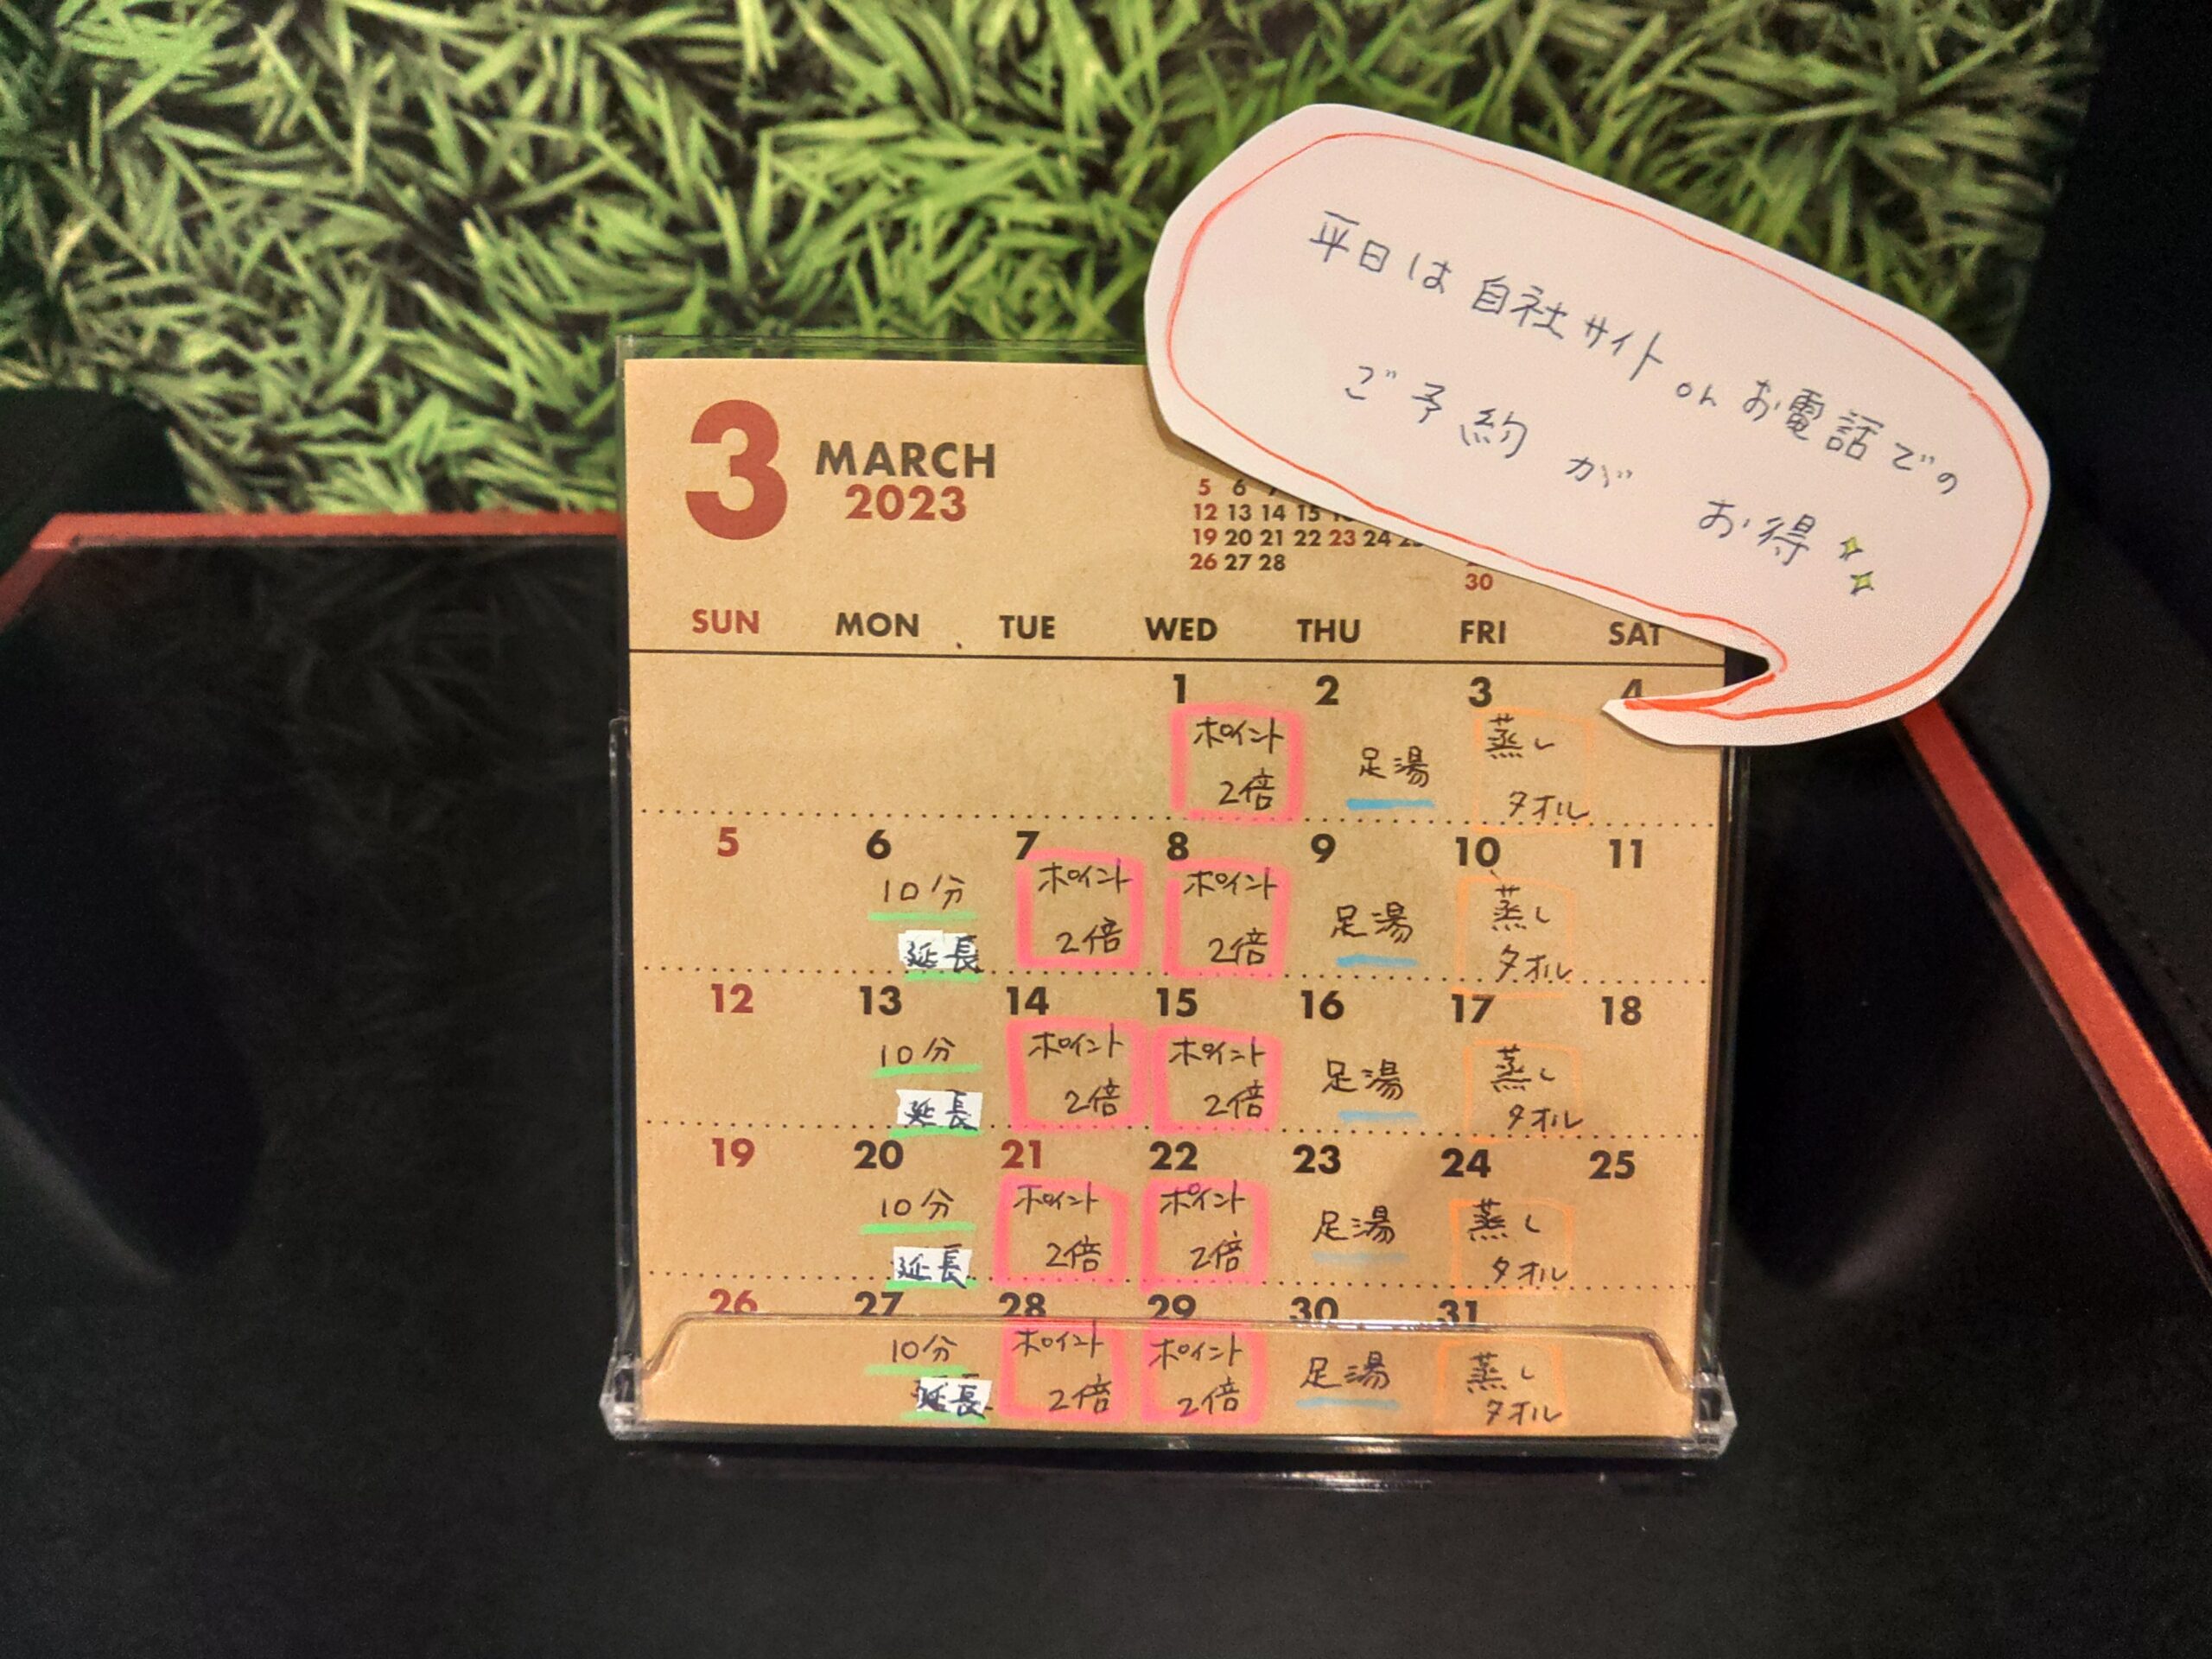 平日は自社サイト or お電話での
ご予約が
お得
3 MARCH
2023
5 6
12 13 14 15
19 20 21 22 23 24
26 27 28
30
SUN MON TUE WED THU FRI SAT
1 2 3 4
ポイント 足湯 蒸し
2倍 タオル
5 6 7 8 9 10 11
10分 ポイント ポイント 足湯 蒸し
延長 2倍 2倍 タオル
12 13 14 15 16 17 18
10分 ポイント ポイント 足湯 蒸し
延長 2倍 2倍 タオル
19 20 21 22 23 24 25
10分 ポイント ポイント 足湯 蒸し
延長 2倍 2倍 タオル
26 27 28 29 30 31
10分 ポイント ポイント 足湯 蒸し
延長 2倍 2倍 タオル